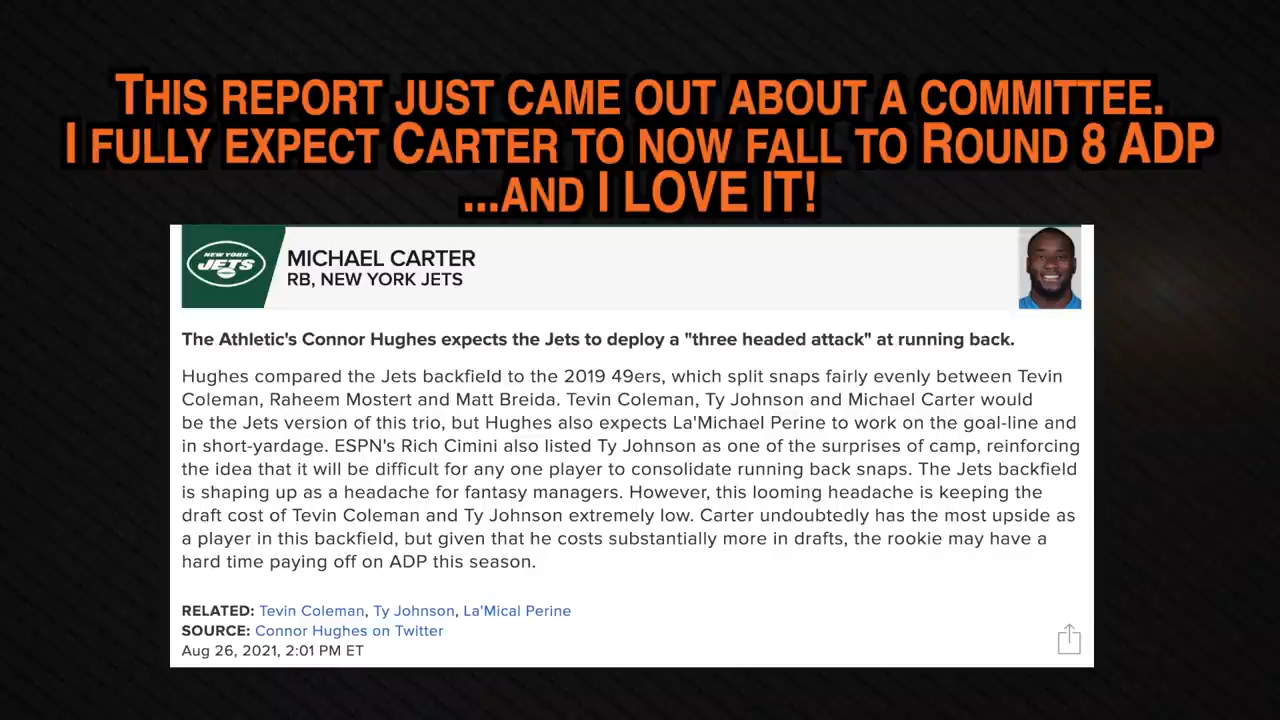 THIS REPORT JUST CAME OUT ABOUT A COMMITTEE.
I FULLY EXPECT CARTER TO NOW FALL TO ROUND 8 ADP
...AND I LOVE IT!
NEW YORK
JETS
MICHAEL CARTER
RB, NEW YORK JETS
The Athletic's Connor Hughes expects the Jets to deploy a "three headed attack" at running back.
Hughes compared the Jets backfield to the 2019 49ers, which split snaps fairly evenly between Tevin
Coleman, Raheem Mostert and Matt Breida. Tevin Coleman, Ty Johnson and Michael Carter would
be the Jets version of this trio, but Hughes also expects La'Michael Perine to work on the goal-line and
in short-yardage. ESPN's Rich Cimini also listed Ty Johnson as one of the surprises of camp, reinforcing
the idea that it will be difficult for any one player to consolidate running back snaps. The Jets backfield
is shaping up as a headache for fantasy managers. However, this looming headache is keeping the
draft cost of Tevin Coleman and Ty Johnson extremely low. Carter undoubtedly has the most upside as
a player in this backfield, but given that he costs substantially more in drafts, the rookie may have a
hard time paying off on ADP this season.
RELATED: Tevin Coleman, Ty Johnson, La'Mical Perine
SOURCE: Connor Hughes on Twitter
Aug 26, 2021, 2:01 PM ET